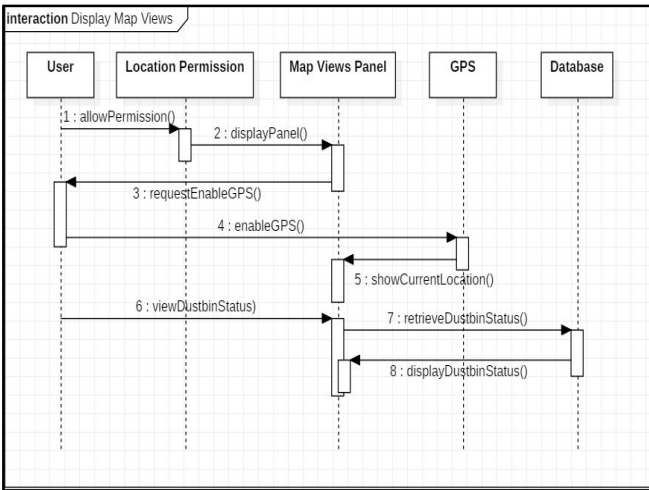 interaction Display Map Views
User
Location Permission
Map Views Panel
GPS
Database
1 : allowPermission()
2 : displayPanel()
3 : requestEnableGPS()
4 : enableGPS()
5 : showCurrentLocation()
6 : viewDustbinStatus)
7 : retrieveDustbinStatus()
8 : displayDustbinStatus()